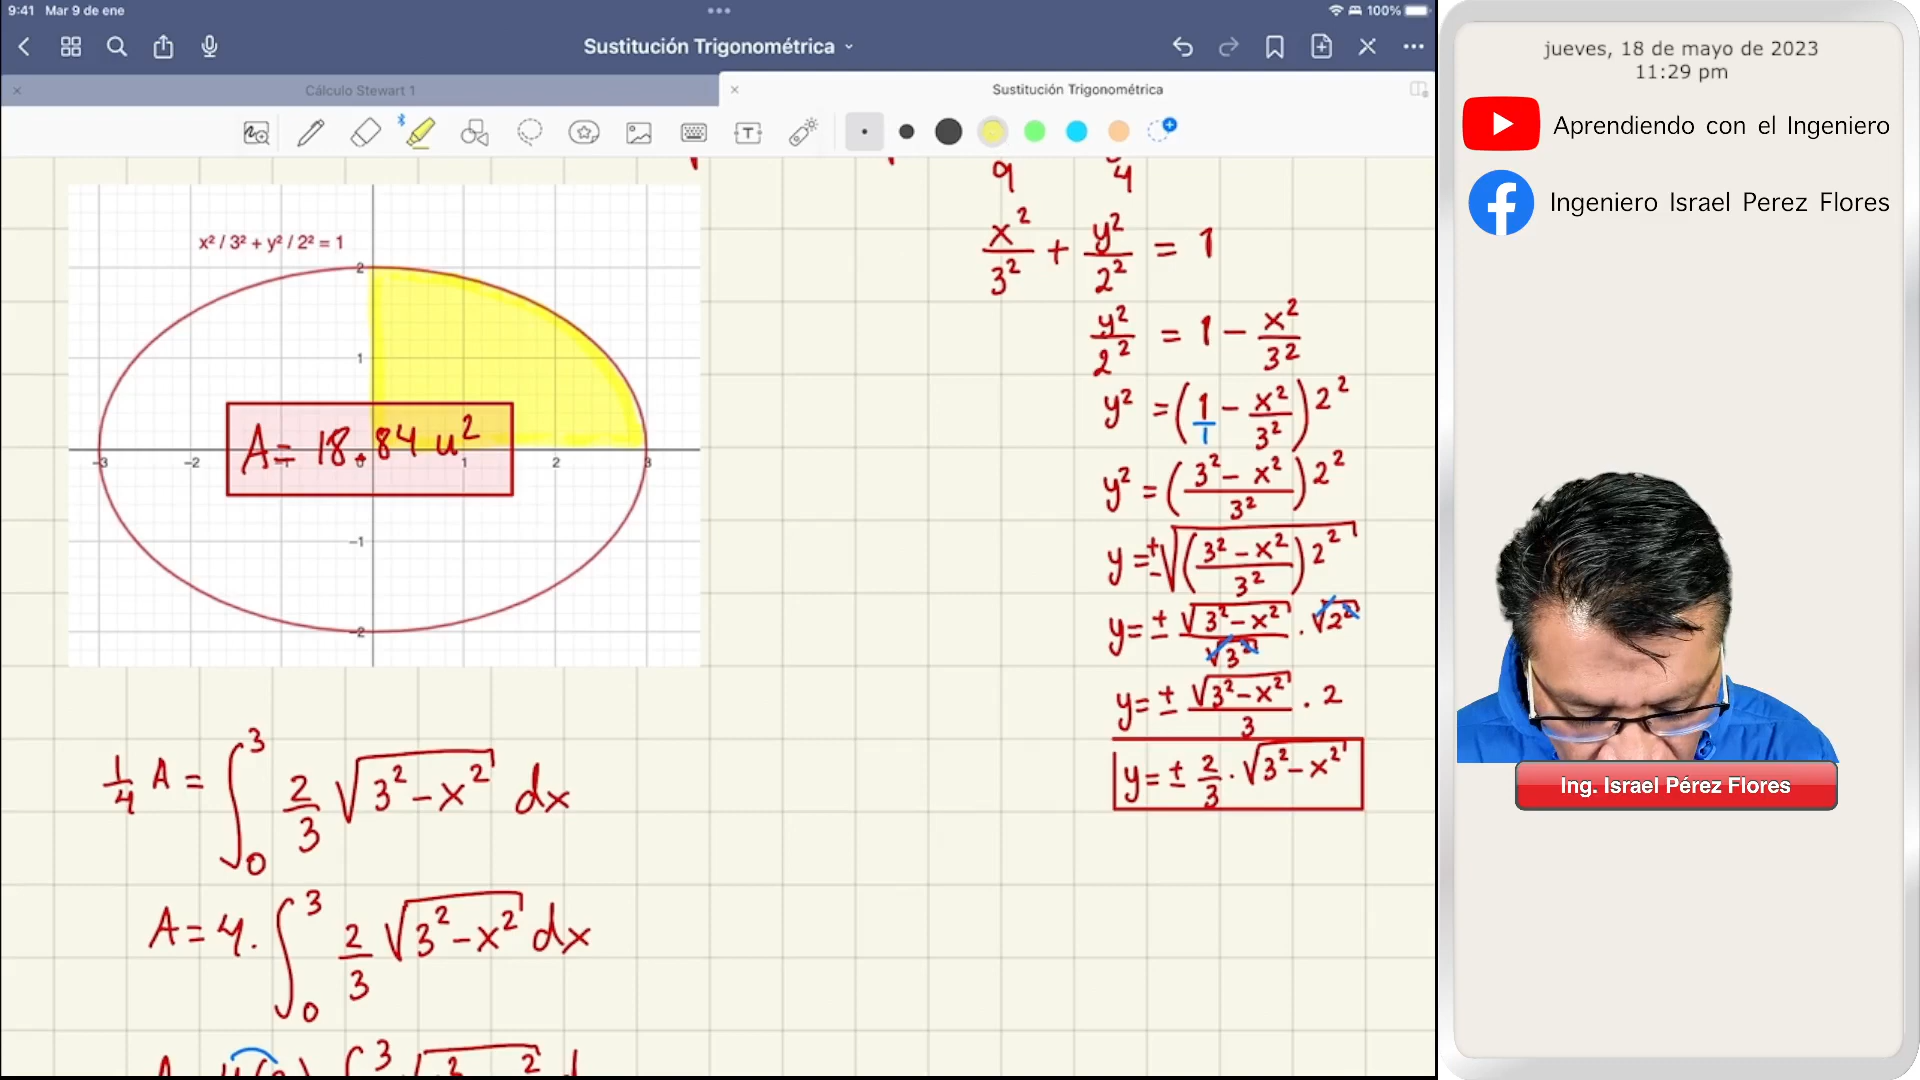 9:41 Mar 9 de ene
100%
Sustitución Trigonométrica
Cálculo Stewart 1
Sustitución Trigonométrica
x² / 3² + y² / 2² = 1
2
1
-3 -2 -1 0 1 2 3
-1
-2
A = 18.84 u²
1/4 A = ∫₀³ 2/3 √(3² - x²) dx
A = 4 · ∫₀³ 2/3 √(3² - x²) dx
9 4
x²/3² + y²/2² = 1
y²/2² = 1 - x²/3²
y² = (1/1 - x²/3²) 2²
y² = ((3² - x²)/3²) 2²
y = ± √(((3² - x²)/3²) 2²)
y = ± √(3² - x²)/√3² · √2²
y = ± √(3² - x²)/3 · 2
y = ± 2/3 · √(3² - x²)
jueves, 18 de mayo de 2023
11:29 pm
Aprendiendo con el Ingeniero
Ingeniero Israel Perez Flores
Ing. Israel Pérez Flores